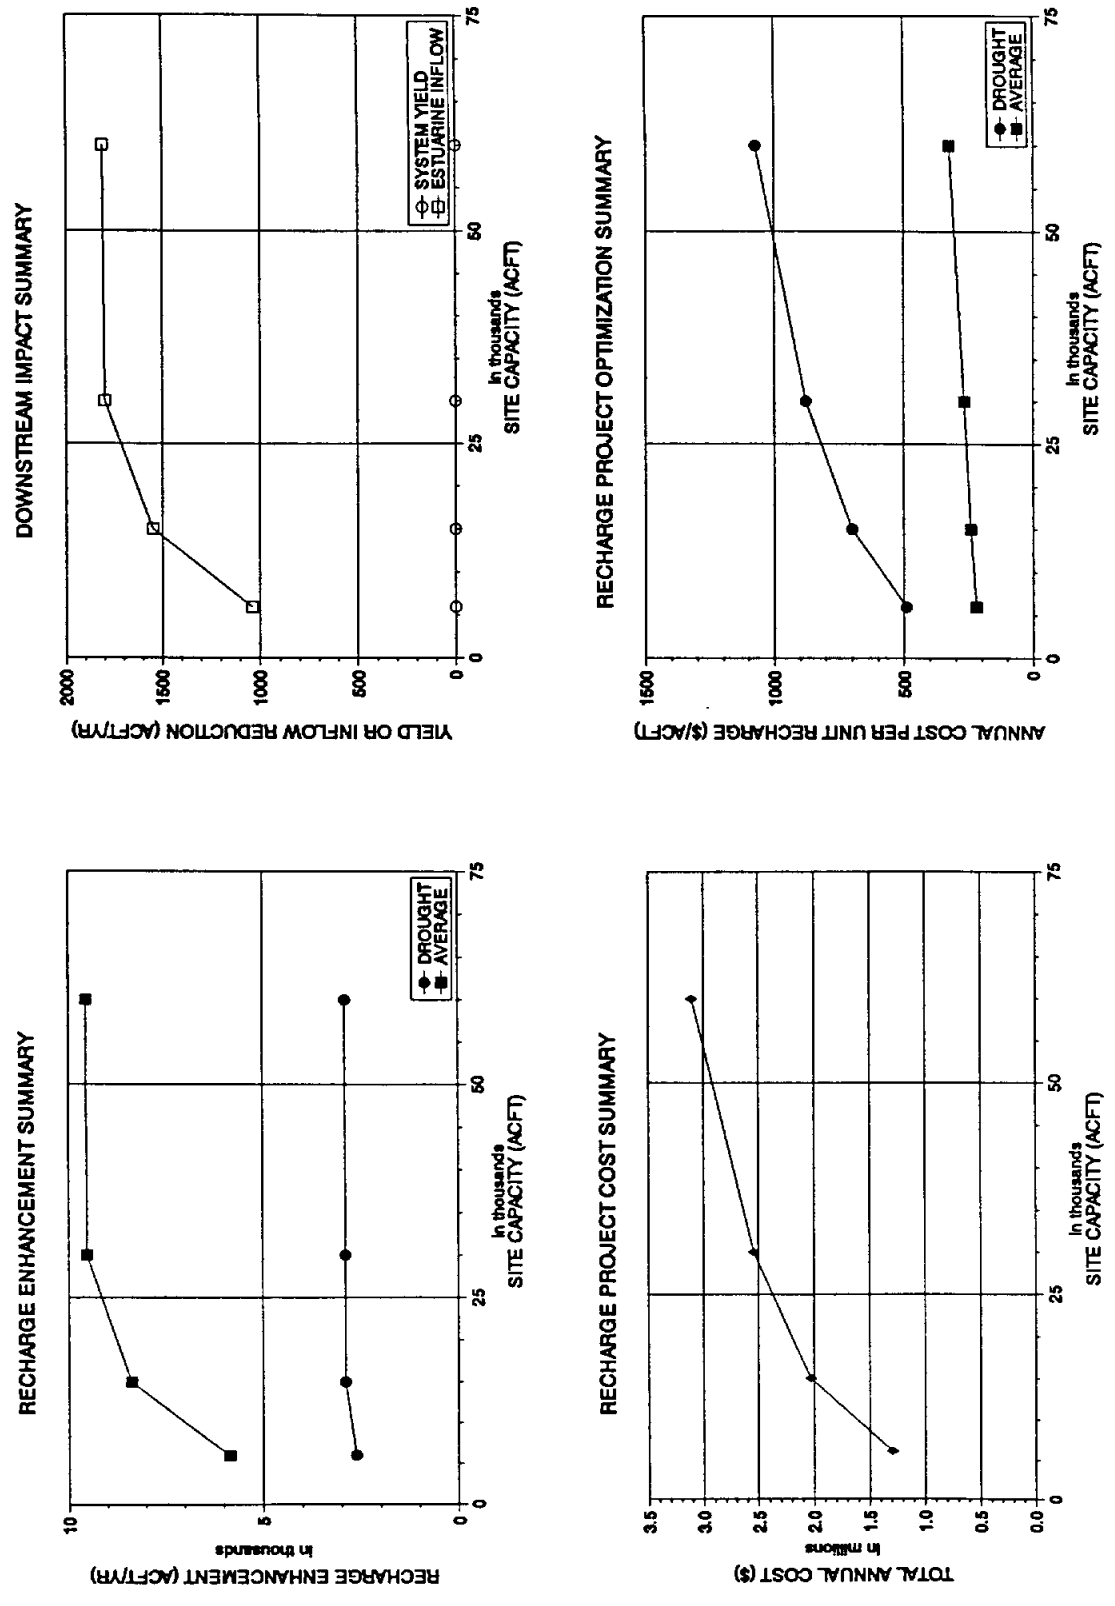 RECHARGE ENHANCEMENT SUMMARY
RECHARGE ENHANCEMENT (ACFT/YR)
In thousands
10
5
0
0
25
50
75
In thousands
SITE CAPACITY (ACFT)
DROUGHT
AVERAGE
DOWNSTREAM IMPACT SUMMARY
YIELD OR INFLOW REDUCTION (ACFT/YR)
2000
1500
1000
500
0
0
25
50
75
In thousands
SITE CAPACITY (ACFT)
SYSTEM YIELD
ESTUARINE INFLOW
RECHARGE PROJECT COST SUMMARY
TOTAL ANNUAL COST ($)
In millions
3.5
3.0
2.5
2.0
1.5
1.0
0.5
0.0
0
25
50
75
In thousands
SITE CAPACITY (ACFT)
RECHARGE PROJECT OPTIMIZATION SUMMARY
ANNUAL COST PER UNIT RECHARGE ($/ACFT)
1500
1000
500
0
0
25
50
75
In thousands
SITE CAPACITY (ACFT)
DROUGHT
AVERAGE